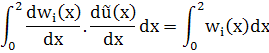 ∫₀² dwᵢ(x)/dx . dũ(x)/dx dx = ∫₀² wᵢ(x)dx